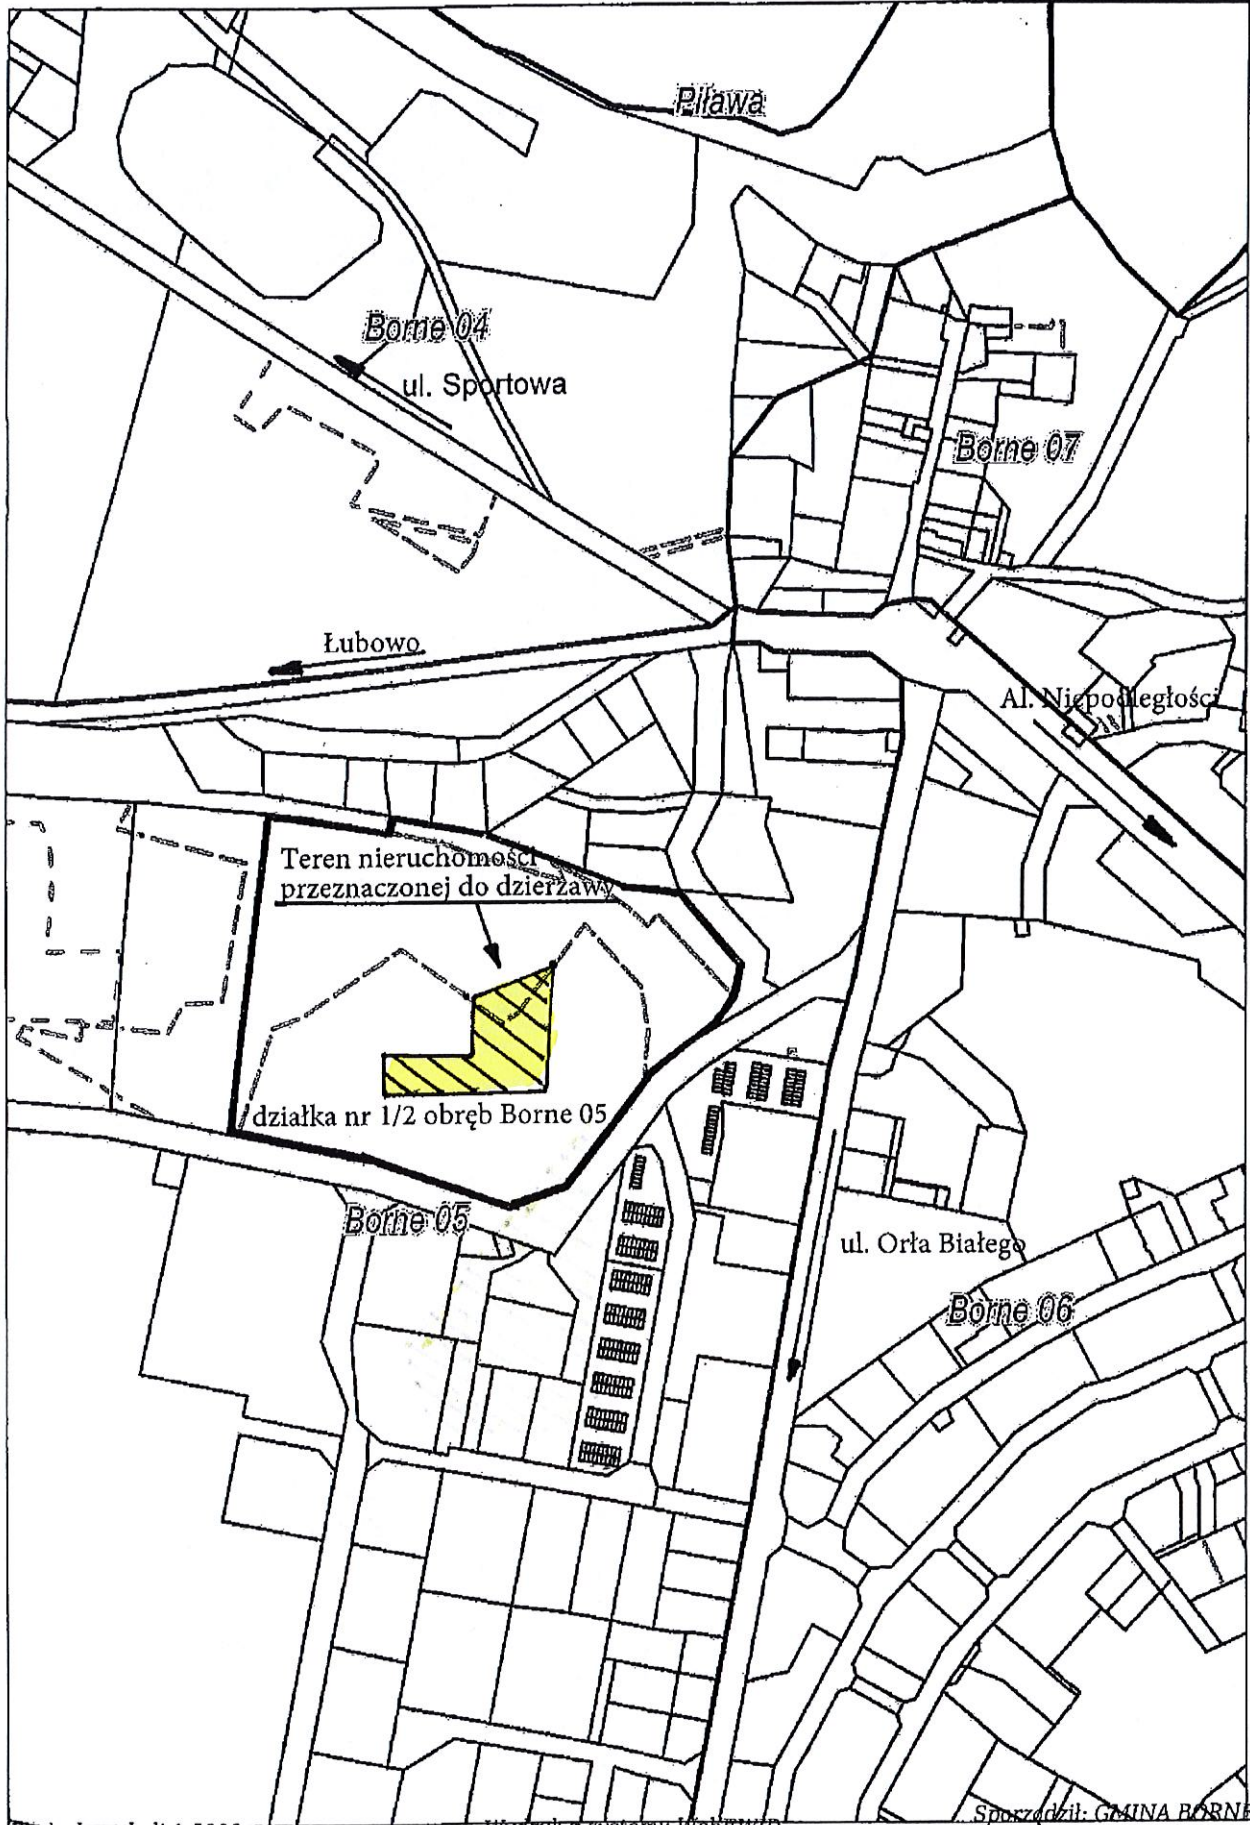 Piława
Borne 04
ul. Sportowa
Borne 07
Łubowo
Al. Niepodległości
Teren nieruchomości
przeznaczonej do dzierżawy
działka nr 1/2 obręb Borne 05
Borne 05
ul. Orła Białego
Borne 06
Sporządził: GMINA BORNE